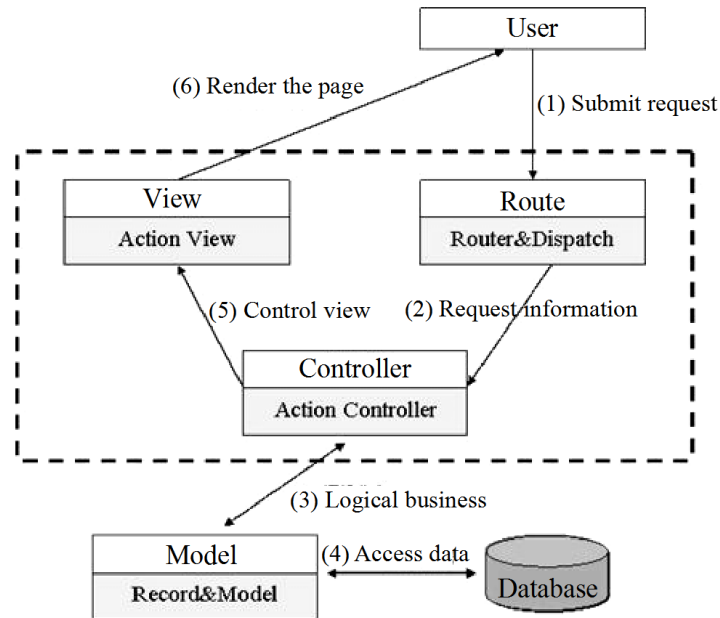 User
(6) Render the page
(1) Submit request
View
Action View
Route
Router&Dispatch
(5) Control view
(2) Request information
Controller
Action Controller
(3) Logical business
Model
Record&Model
(4) Access data
Database